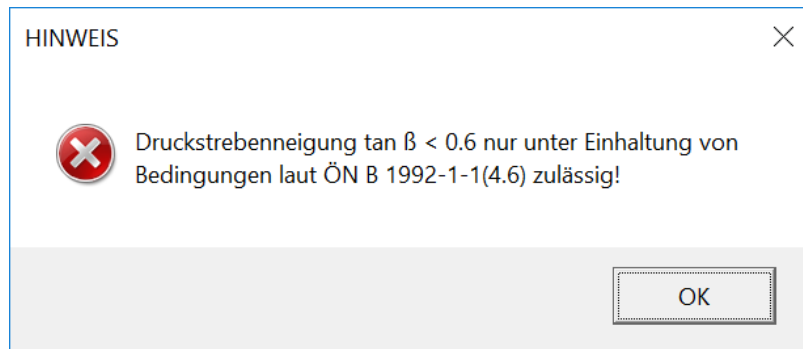 HINWEIS
Druckstrebenneigung tan ß < 0.6 nur unter Einhaltung von
Bedingungen laut ÖN B 1992-1-1(4.6) zulässig!
OK